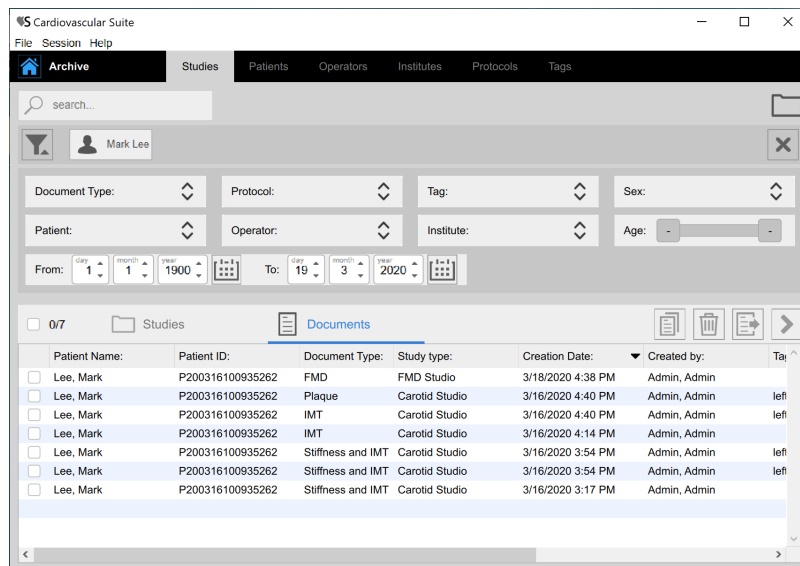 S Cardiovascular Suite
File Session Help
Archive Studies Patients Operators Institutes Protocols Tags
search...
Mark Lee
Document Type: Protocol: Tag: Sex:
Patient: Operator: Institute: Age: - -
day month year day month year
From: 1 1 1900 To: 19 3 2020
0/7 Studies Documents
Patient Name: Patient ID: Document Type: Study type: Creation Date: Created by: Tag
Lee, Mark P200316100935262 FMD FMD Studio 3/18/2020 4:38 PM Admin, Admin
Lee, Mark P200316100935262 Plaque Carotid Studio 3/16/2020 4:40 PM Admin, Admin left
Lee, Mark P200316100935262 IMT Carotid Studio 3/16/2020 4:40 PM Admin, Admin left
Lee, Mark P200316100935262 IMT Carotid Studio 3/16/2020 4:14 PM Admin, Admin
Lee, Mark P200316100935262 Stiffness and IMT Carotid Studio 3/16/2020 3:54 PM Admin, Admin left
Lee, Mark P200316100935262 Stiffness and IMT Carotid Studio 3/16/2020 3:54 PM Admin, Admin left
Lee, Mark P200316100935262 Stiffness and IMT Carotid Studio 3/16/2020 3:17 PM Admin, Admin